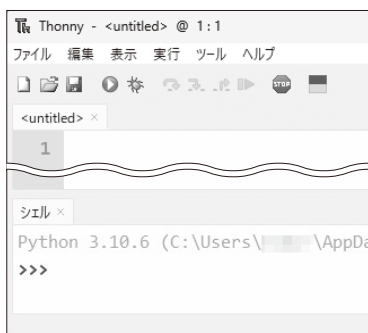 Thonny - <untitled> @ 1:1
ファイル 編集 表示 実行 ツール ヘルプ
STOP
<untitled> ×
1
シェル ×
Python 3.10.6 (C:\Users\ \AppDa
>>>